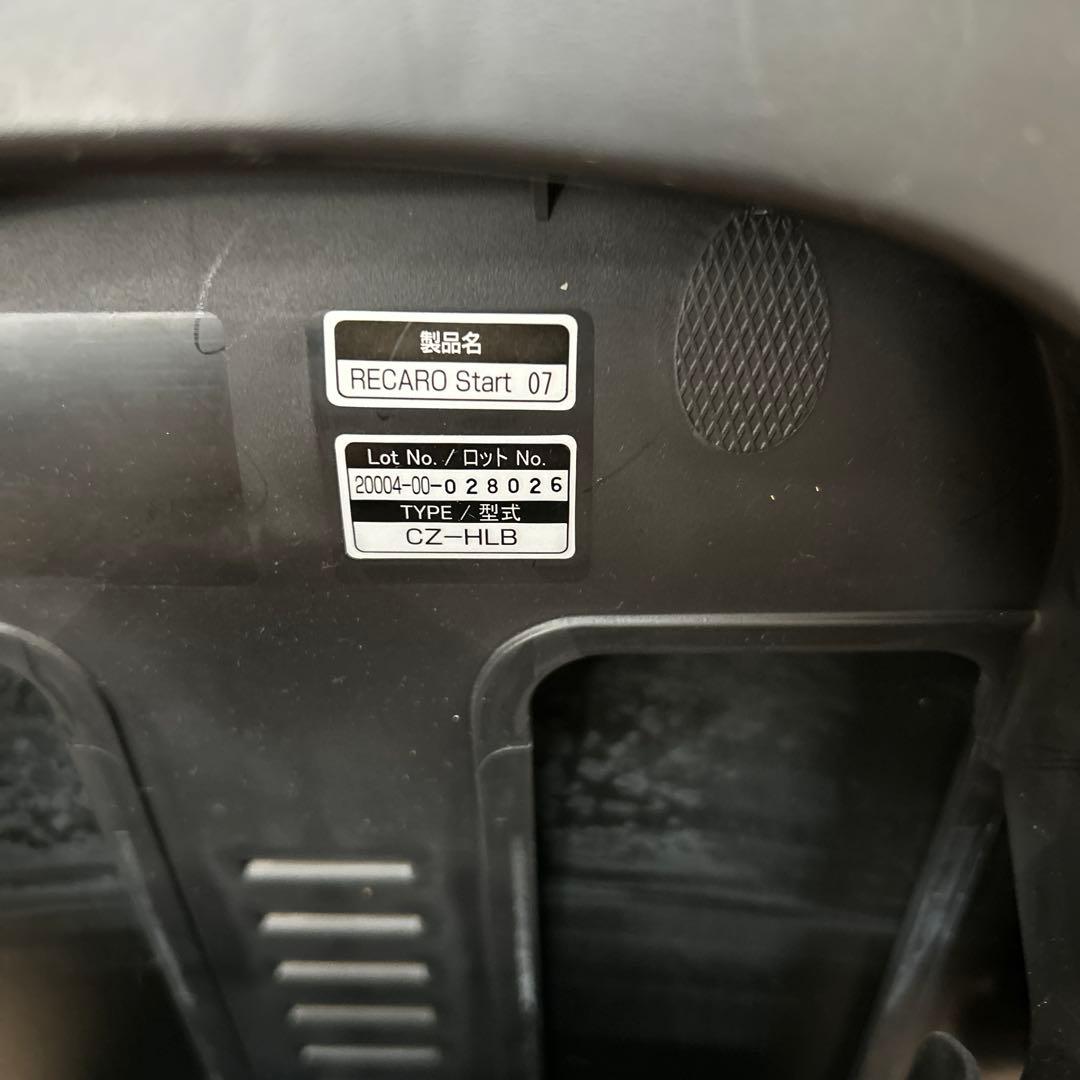 製品名
RECARO Start 07
Lot No. / ロット No.
20004-00-028026
TYPE / 型式
CZ-HLB